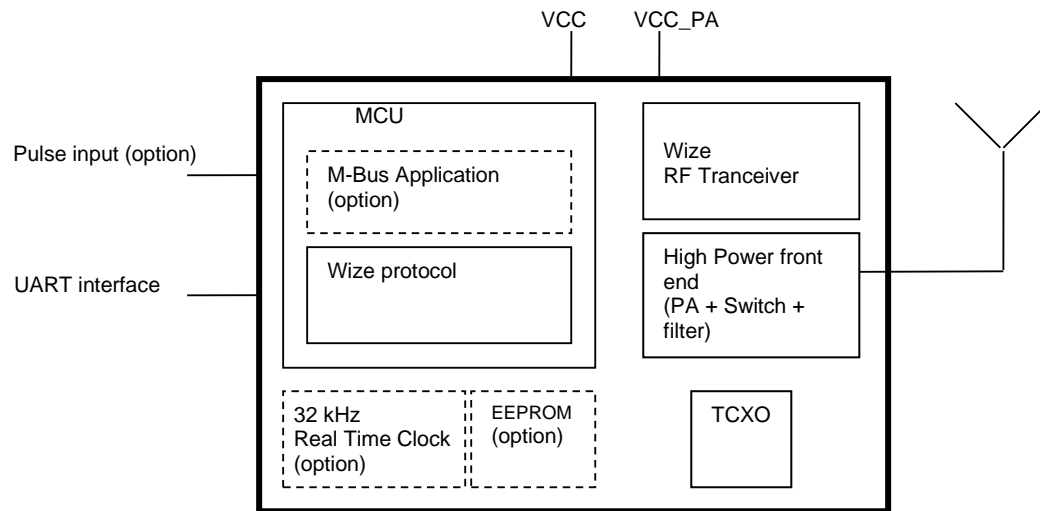 VCC
VCC_PA
MCU
Pulse input (option)
M-Bus Application
(option)
Wize
RF Tranceiver
UART interface
Wize protocol
High Power front
end
(PA + Switch +
filter)
32 kHz
Real Time Clock
(option)
EEPROM
(option)
TCXO